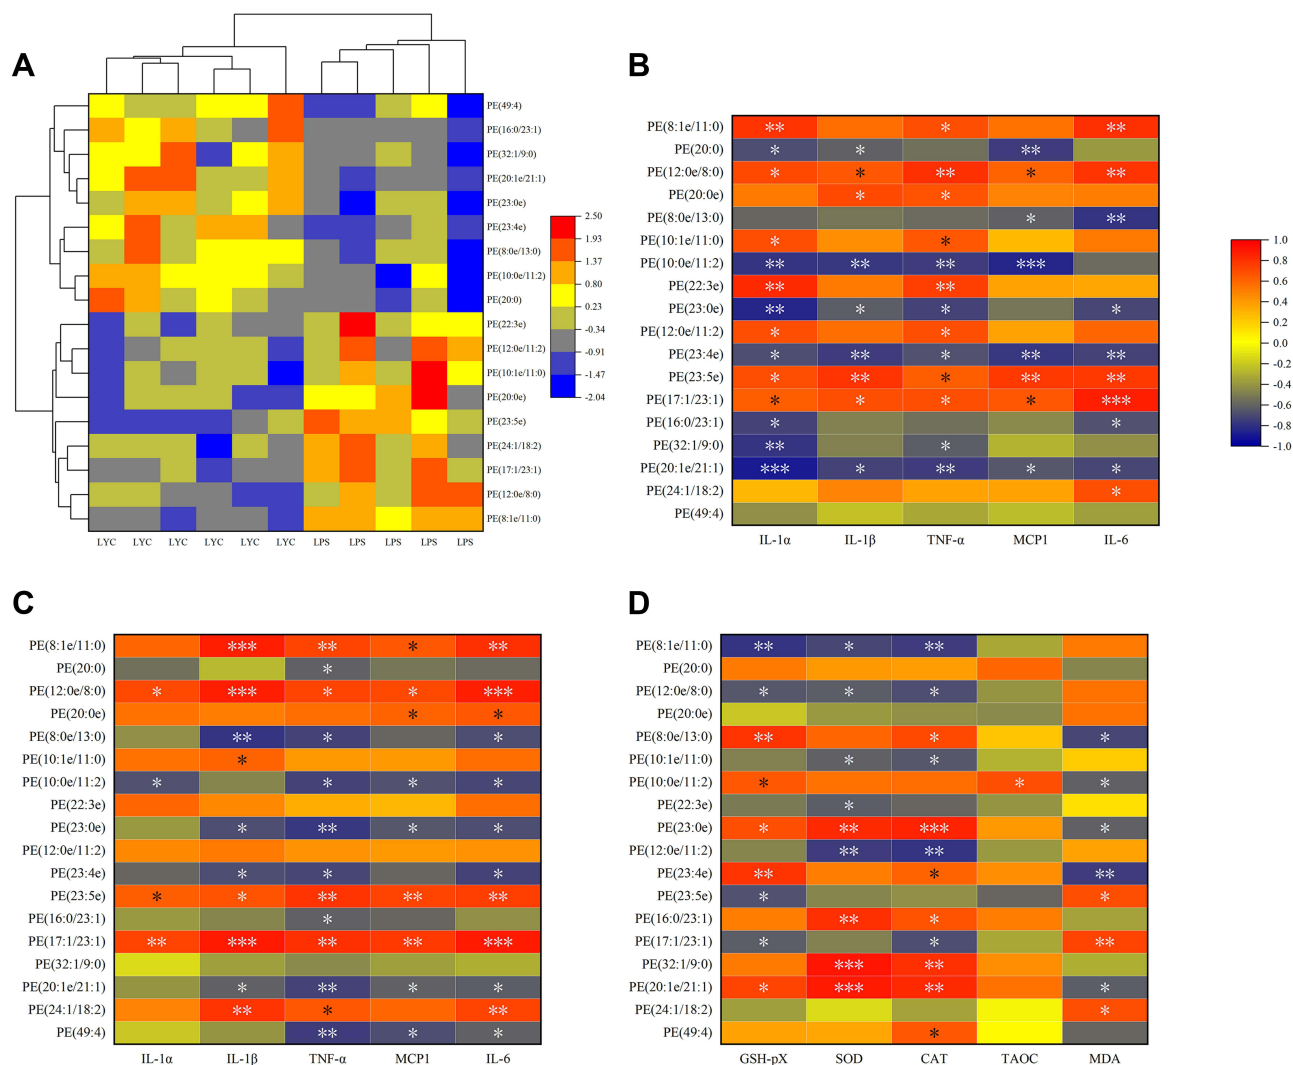 A
PE(49:4)
PE(16:0/23:1)
PE(32:1/9:0)
PE(20:1e/21:1)
PE(23:0e)
PE(23:4e)
PE(8:0e/13:0)
PE(10:0e/11:2)
PE(20:0)
PE(22:3e)
PE(12:0e/11:2)
PE(10:1e/11:0)
PE(20:0e)
PE(23:5e)
PE(24:1/18:2)
PE(17:1/23:1)
PE(12:0e/8:0)
PE(8:1e/11:0)
LYC LYC LYC LYC LYC LYC LPS LPS LPS LPS LPS
2.50
1.93
1.37
0.80
0.23
-0.34
-0.91
-1.47
-2.04
B
PE(8:1e/11:0) ** * **
PE(20:0) * * **
PE(12:0e/8:0) * * ** * **
PE(20:0e) * *
PE(8:0e/13:0) * **
PE(10:1e/11:0) * *
PE(10:0e/11:2) ** ** ** ***
PE(22:3e) ** **
PE(23:0e) ** * * *
PE(12:0e/11:2) * *
PE(23:4e) * ** * ** **
PE(23:5e) * ** * ** **
PE(17:1/23:1) * * * * ***
PE(16:0/23:1) * *
PE(32:1/9:0) ** *
PE(20:1e/21:1) *** * ** * *
PE(24:1/18:2) *
PE(49:4)
IL-1α IL-1β TNF-α MCP1 IL-6
1.0
0.8
0.6
0.4
0.2
0.0
-0.2
-0.4
-0.6
-0.8
-1.0
C
PE(8:1e/11:0) *** ** * **
PE(20:0) *
PE(12:0e/8:0) * *** * * ***
PE(20:0e) * *
PE(8:0e/13:0) ** * *
PE(10:1e/11:0) *
PE(10:0e/11:2) * * * *
PE(22:3e)
PE(23:0e) * ** * *
PE(12:0e/11:2)
PE(23:4e) * * *
PE(23:5e) * * ** ** **
PE(16:0/23:1) *
PE(17:1/23:1) ** *** ** ** ***
PE(32:1/9:0)
PE(20:1e/21:1) * ** * *
PE(24:1/18:2) ** * **
PE(49:4) ** * *
IL-1α IL-1β TNF-α MCP1 IL-6
D
PE(8:1e/11:0) ** * **
PE(20:0)
PE(12:0e/8:0) * * *
PE(20:0e)
PE(8:0e/13:0) ** * *
PE(10:1e/11:0) * *
PE(10:0e/11:2) * * *
PE(22:3e) *
PE(23:0e) * ** *** *
PE(12:0e/11:2) ** **
PE(23:4e) ** * **
PE(23:5e) * *
PE(16:0/23:1) ** *
PE(17:1/23:1) * * **
PE(32:1/9:0) *** **
PE(20:1e/21:1) * *** ** *
PE(24:1/18:2) *
PE(49:4) *
GSH-pX SOD CAT TAOC MDA